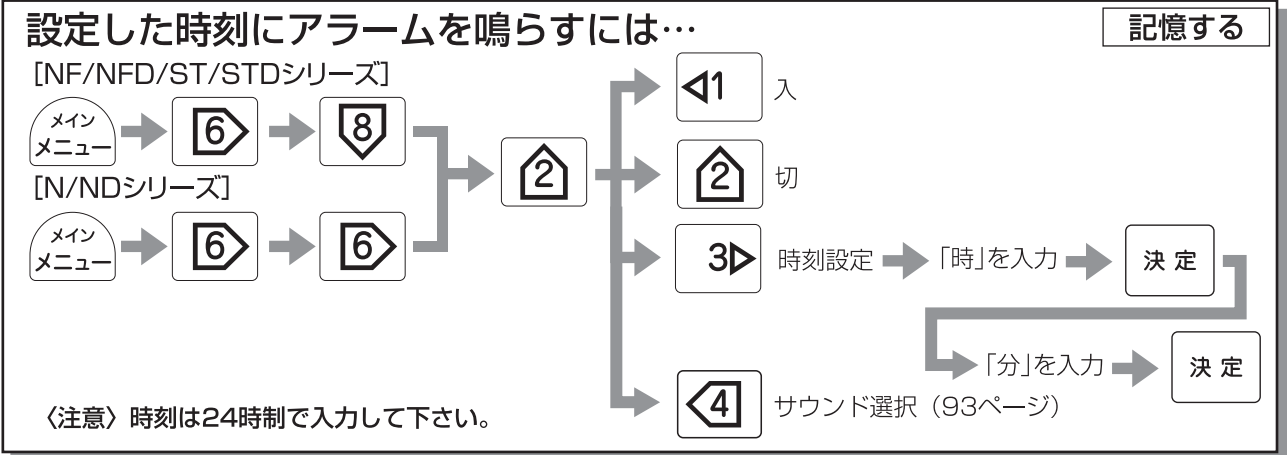 設定した時刻にアラームを鳴らすには…
記憶する
[NF/NFD/ST/STDシリーズ]
メイン
メニュー
6
8
[N/NDシリーズ]
メイン
メニュー
6
6
2
1 入
2 切
3 時刻設定 「時」を入力 決定
「分」を入力 決定
4 サウンド選択（93ページ）
〈注意〉時刻は24時制で入力して下さい。